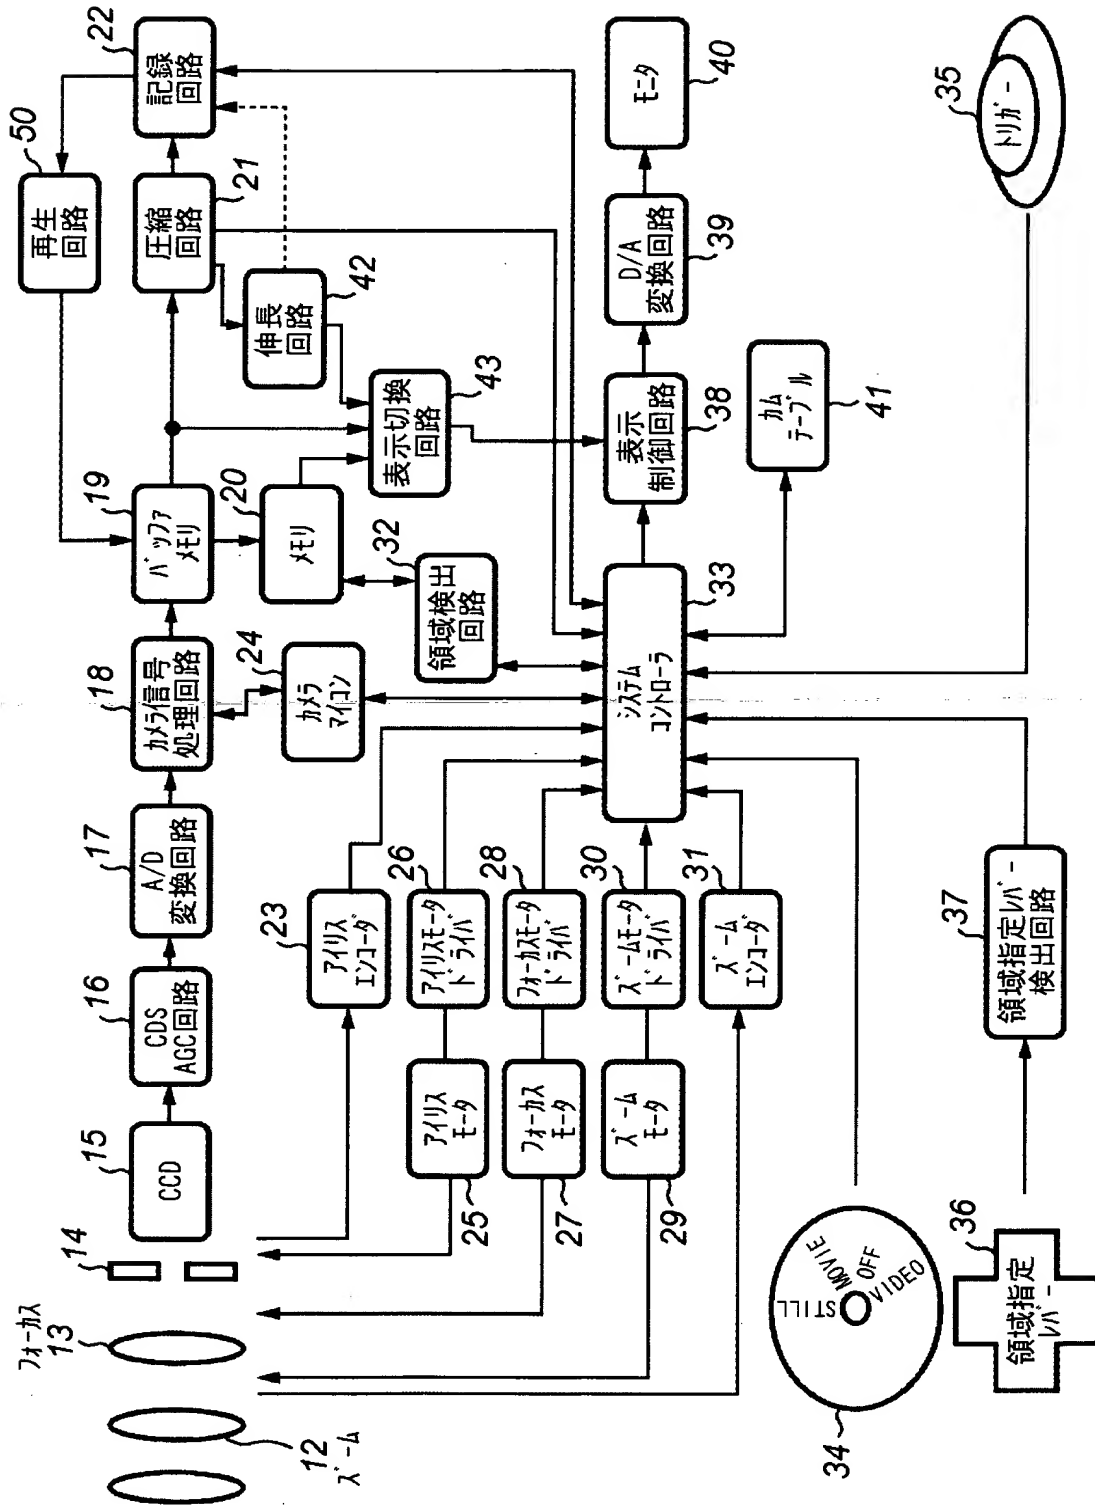 フォーカス
13
12
ズーム
14
15
CCD
16
CDS
AGC回路
17
A/D
変換回路
18
カメラ信号
処理回路
19
バッファ
メモリ
50
再生
回路
21
圧縮
回路
22
記録
回路
20
メモリ
42
伸長
回路
43
表示切換
回路
24
カメラ
マイコン
32
領域検出
回路
23
アイリス
エンコーダ
25
アイリス
モータ
26
アイリスモータ
ドライバ
27
フォーカス
モータ
28
フォーカスモータ
ドライバ
29
ズーム
モータ
30
ズームモータ
ドライバ
31
ズーム
エンコーダ
33
システム
コントローラ
38
表示
制御回路
39
D/A
変換回路
40
モニタ
41
カム
テーブル
34
STILL
MOVIE
OFF
VIDEO
36
領域指定
レバー
37
領域指定レバー
検出回路
35
トリガー